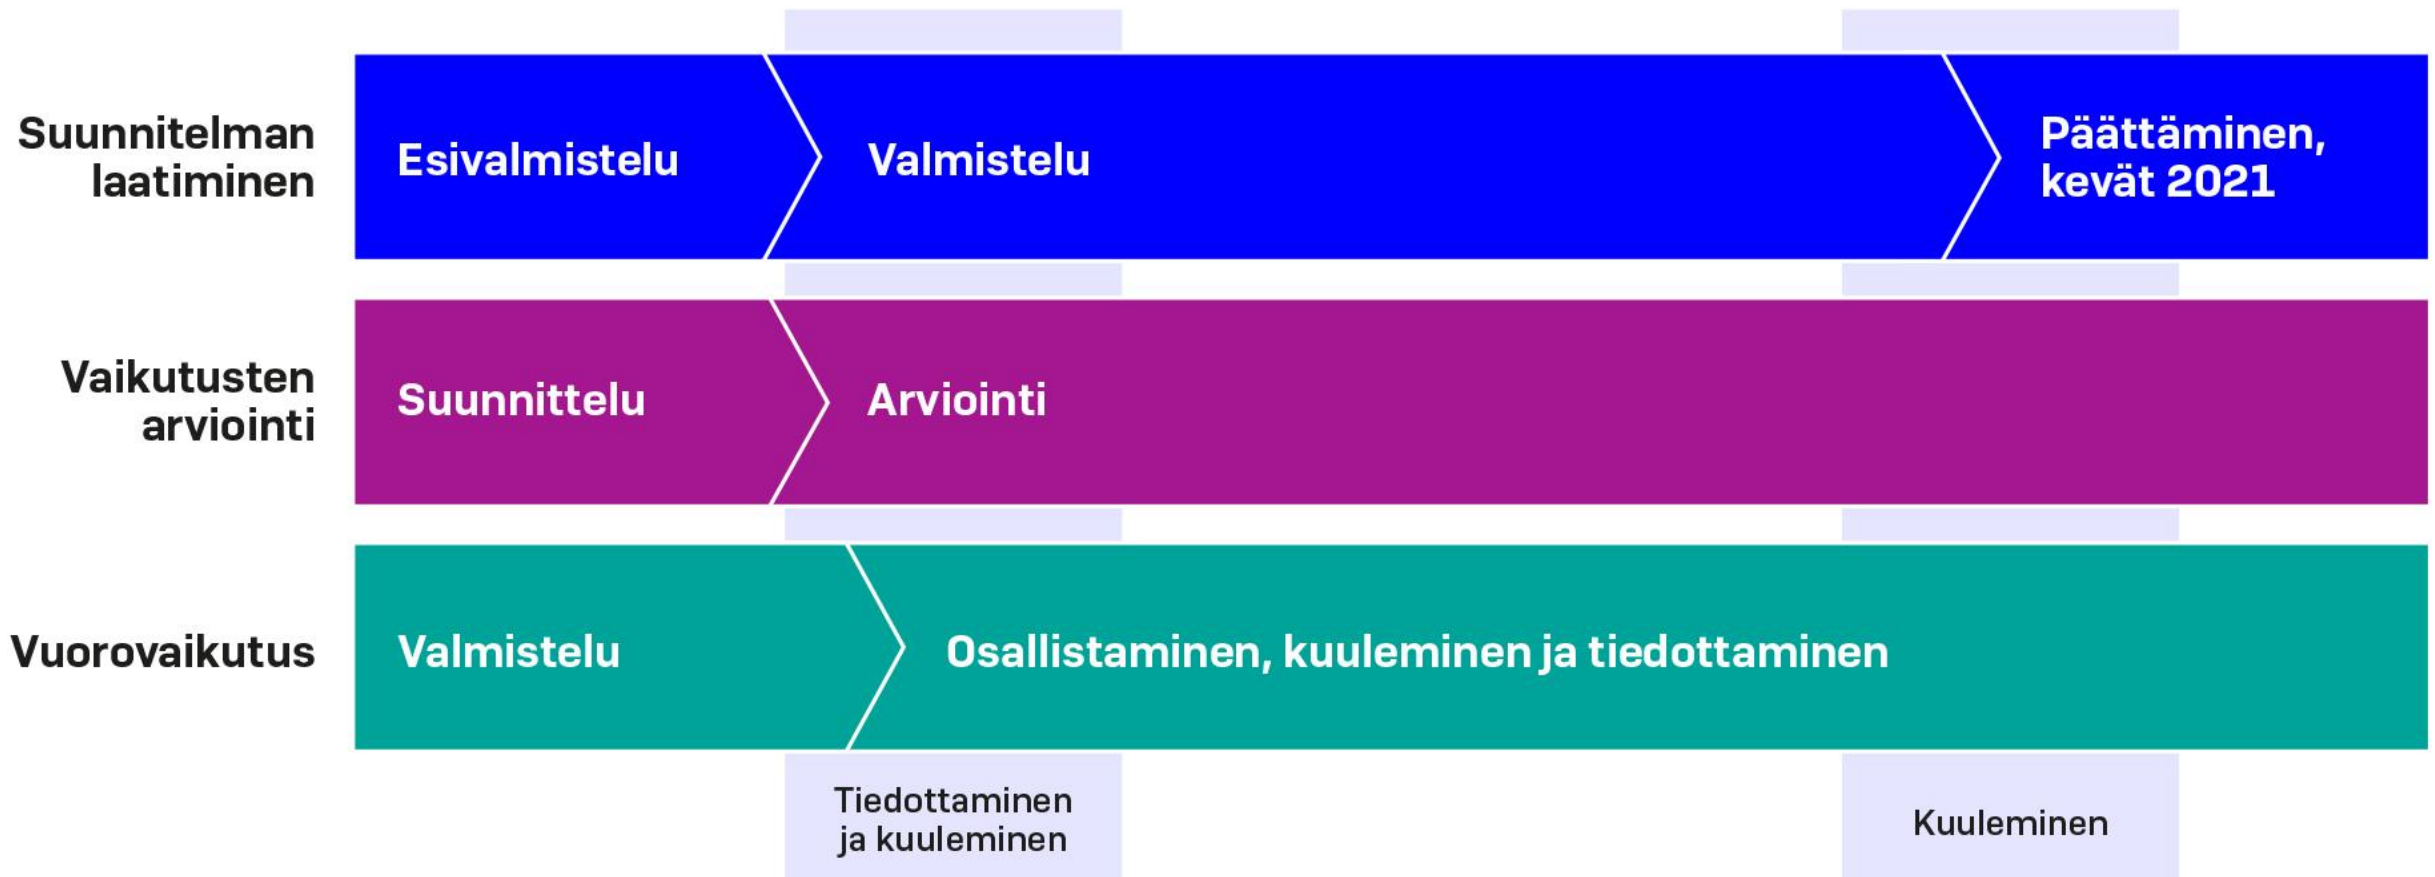 Suunnitelman
laatiminen
Esivalmistelu
Valmistelu
Päättäminen,
kevät 2021
Vaikutusten
arviointi
Suunnittelu
Arviointi
Vuorovaikutus
Valmistelu
Osallistaminen, kuuleminen ja tiedottaminen
Tiedottaminen
ja kuuleminen
Kuuleminen